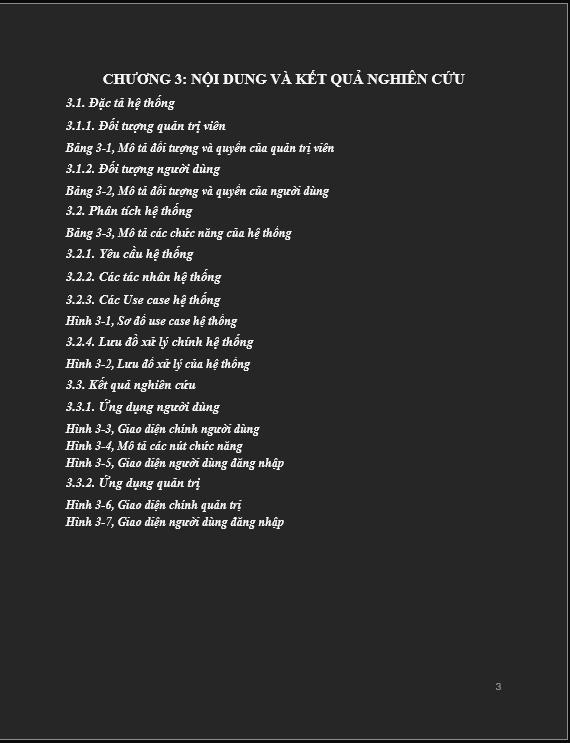 CHƯƠNG 3: NỘI DUNG VÀ KẾT QUẢ NGHIÊN CỨU
3.1. Đặc tả hệ thống
3.1.1. Đối tượng quản trị viên
Bảng 3-1, Mô tả đối tượng và quyền của quản trị viên
3.1.2. Đối tượng người dùng
Bảng 3-2, Mô tả đối tượng và quyền của người dùng
3.2. Phân tích hệ thống
Bảng 3-3, Mô tả các chức năng của hệ thống
3.2.1. Yêu cầu hệ thống
3.2.2. Các tác nhân hệ thống
3.2.3. Các Use case hệ thống
Hình 3-1, Sơ đồ use case hệ thống
3.2.4. Lưu đồ xử lý chính hệ thống
Hình 3-2, Lưu đồ xử lý của hệ thống
3.3. Kết quả nghiên cứu
3.3.1. Ứng dụng người dùng
Hình 3-3, Giao diện chính người dùng
Hình 3-4, Mô tả các nút chức năng
Hình 3-5, Giao diện người dùng đăng nhập
3.3.2. Ứng dụng quản trị
Hình 3-6, Giao diện chính quản trị
Hình 3-7, Giao diện người dùng đăng nhập
3